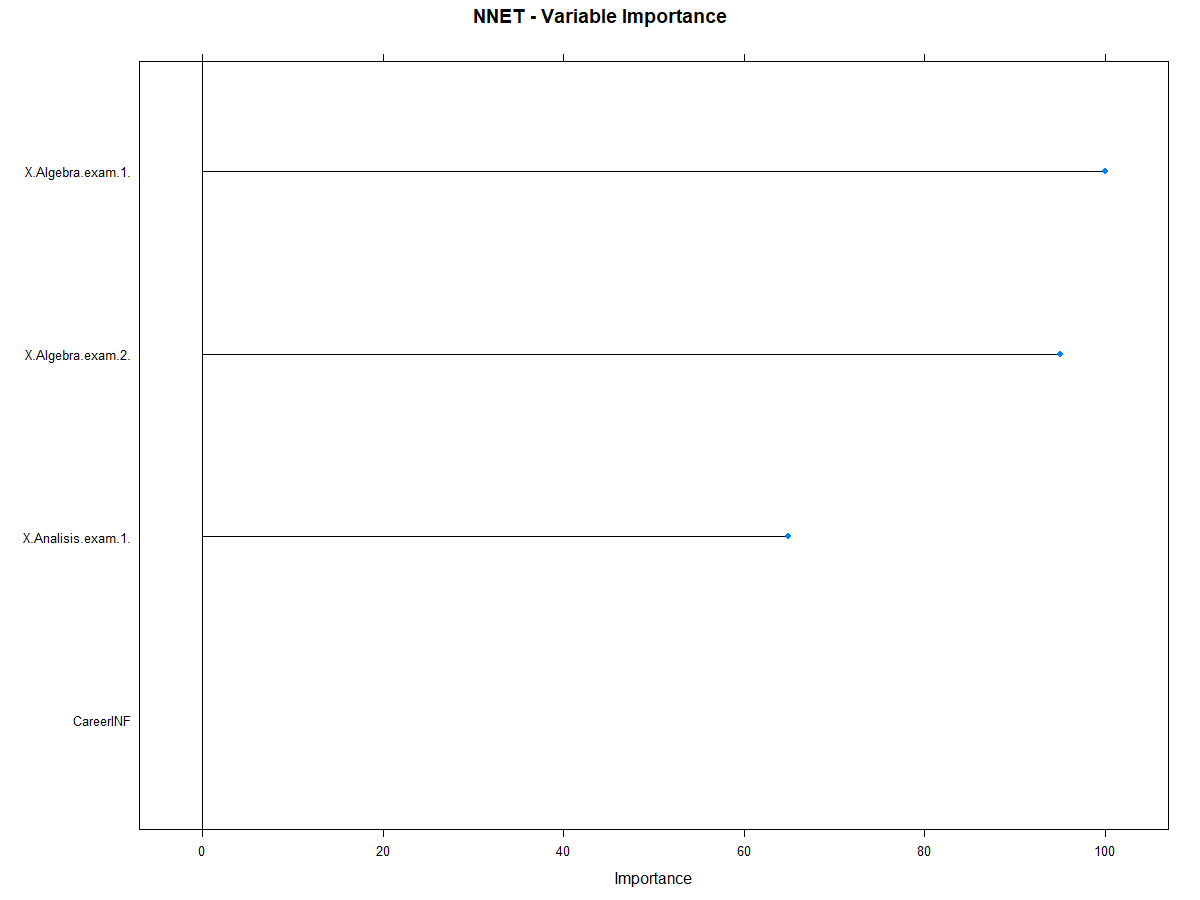 NNET - Variable Importance
X.Algebra.exam.1.
X.Algebra.exam.2.
X.Analisis.exam.1.
CareerINF
0 20 40 60 80 100
Importance